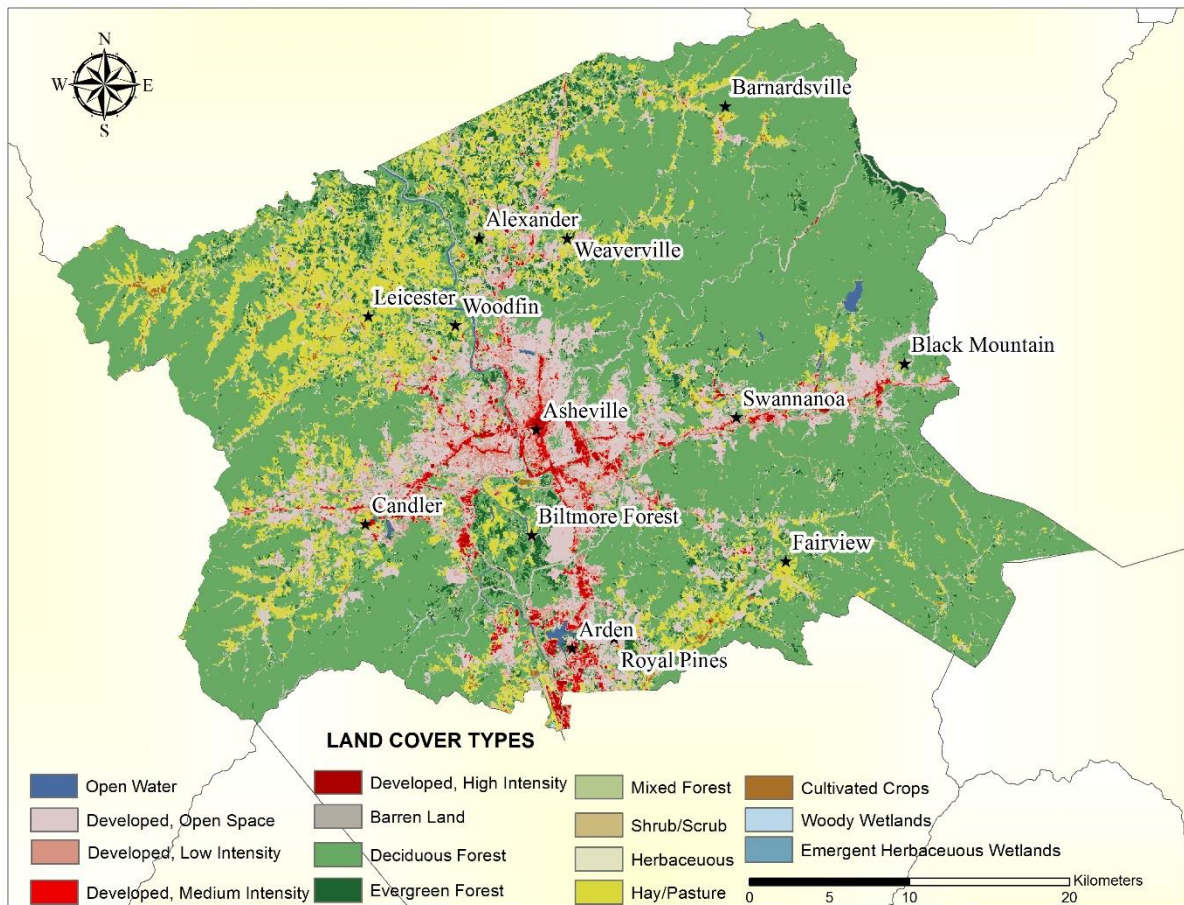 N
W E
S
Barnardsville
Alexander
Weaverville
Leicester
Woodfin
Black Mountain
Swannanoa
Asheville
Candler
Biltmore Forest
Fairview
Arden
Royal Pines
LAND COVER TYPES
Open Water
Developed, Open Space
Developed, Low Intensity
Developed, Medium Intensity
Developed, High Intensity
Barren Land
Deciduous Forest
Evergreen Forest
Mixed Forest
Shrub/Scrub
Herbaceuous
Hay/Pasture
Cultivated Crops
Woody Wetlands
Emergent Herbaceuous Wetlands
Kilometers
0 5 10 20